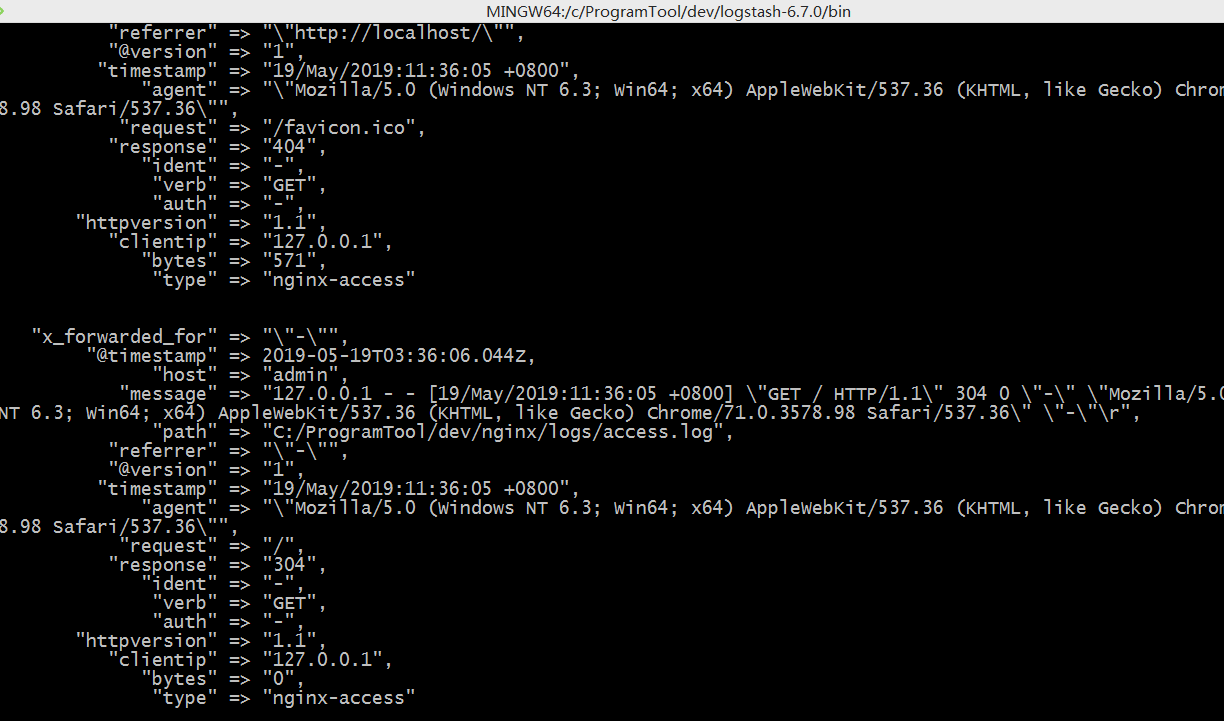 MINGW64:/c/ProgramTool/dev/logstash-6.7.0/bin
"referrer" => "\"http://localhost/\"",
"@version" => "1",
"timestamp" => "19/May/2019:11:36:05 +0800",
"agent" => "\"Mozilla/5.0 (Windows NT 6.3; Win64; x64) AppleWebKit/537.36 (KHTML, like Gecko) Chrom
8.98 Safari/537.36\"",
"request" => "/favicon.ico",
"response" => "404",
"ident" => "-",
"verb" => "GET",
"auth" => "-",
"httpversion" => "1.1",
"clientip" => "127.0.0.1",
"bytes" => "571",
"type" => "nginx-access"
"x_forwarded_for" => "\"-\"",
"@timestamp" => 2019-05-19T03:36:06.044Z,
"host" => "admin",
"message" => "127.0.0.1 - - [19/May/2019:11:36:05 +0800] \"GET / HTTP/1.1\" 304 0 \"-\" \"Mozilla/5.0
NT 6.3; Win64; x64) AppleWebKit/537.36 (KHTML, like Gecko) Chrome/71.0.3578.98 Safari/537.36\" \"-\"\r",
"path" => "C:/ProgramTool/dev/nginx/logs/access.log",
"referrer" => "\"-\"",
"@version" => "1",
"timestamp" => "19/May/2019:11:36:05 +0800",
"agent" => "\"Mozilla/5.0 (Windows NT 6.3; Win64; x64) AppleWebKit/537.36 (KHTML, like Gecko) Chrom
8.98 Safari/537.36\"",
"request" => "/",
"response" => "304",
"ident" => "-",
"verb" => "GET",
"auth" => "-",
"httpversion" => "1.1",
"clientip" => "127.0.0.1",
"bytes" => "0",
"type" => "nginx-access"